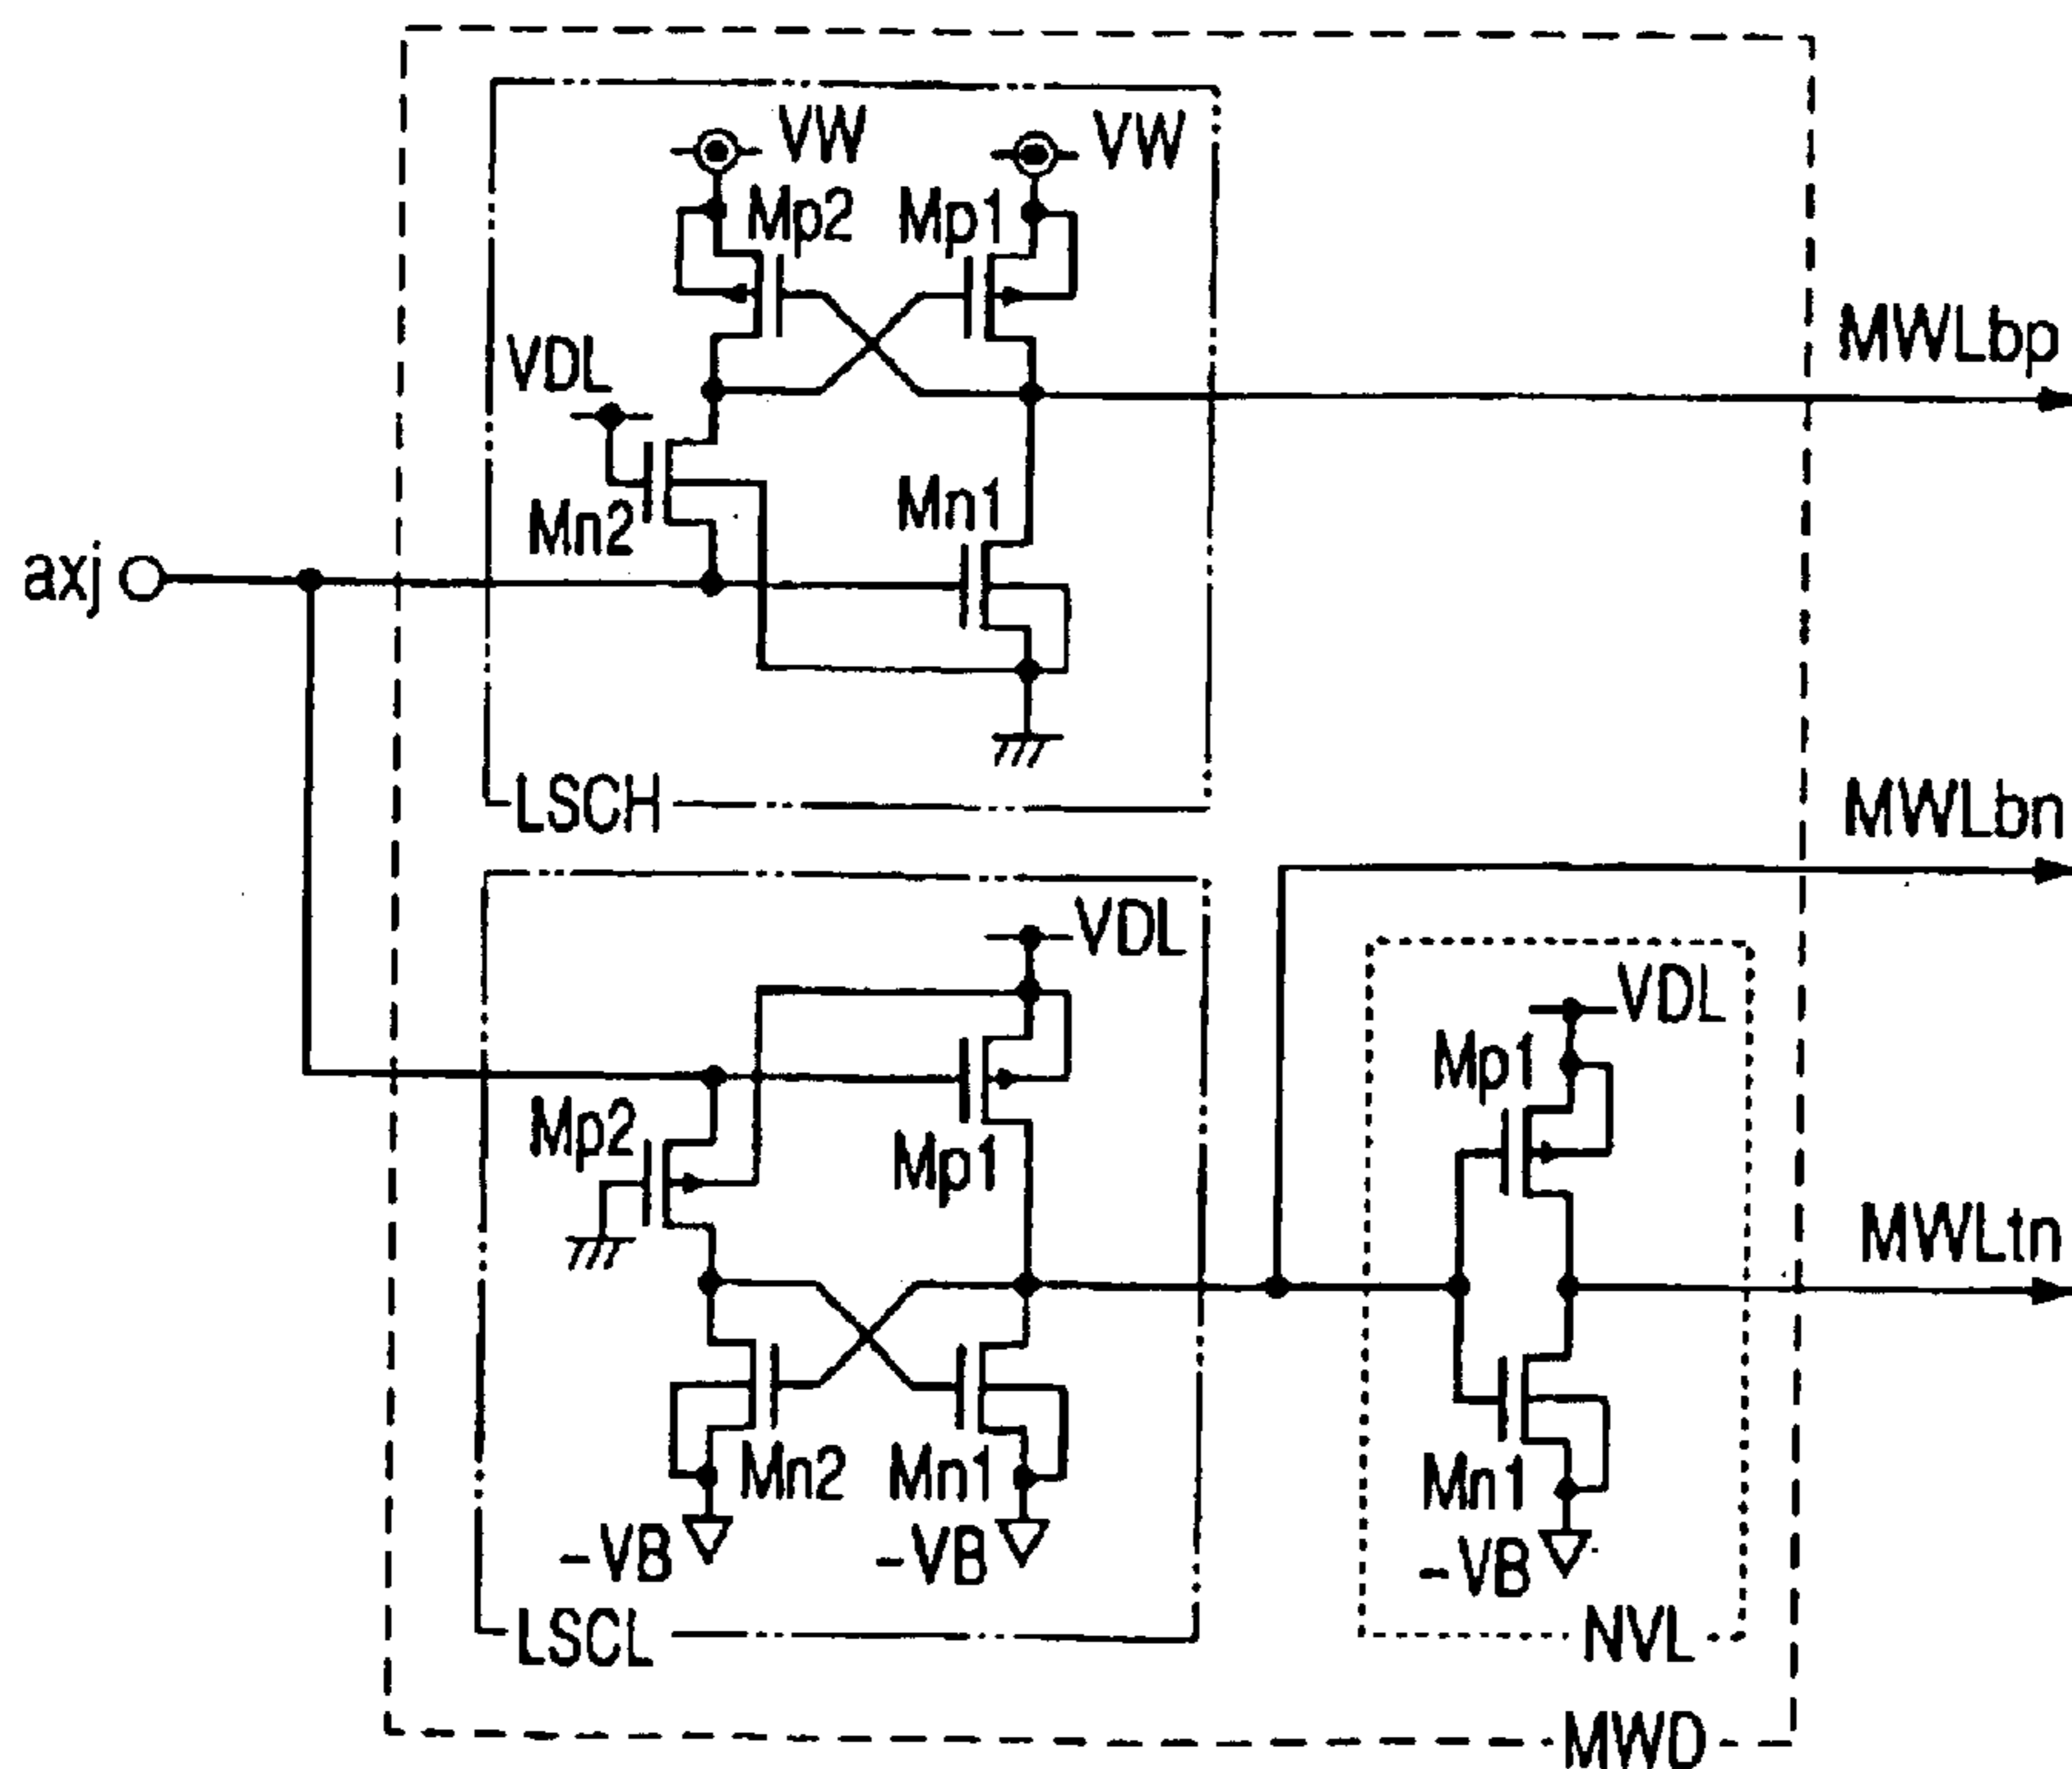 VW
VW
Mp2
Mp1
MWLbp
VDL
Mn2
Mn1
axj
LSCH
MWLbn
VDL
VDL
Mp1
Mp2
Mp1
MWLtn
Mn2
Mn1
Mn1
-VB
-VB
-VB
LSCL
NVL
MWD